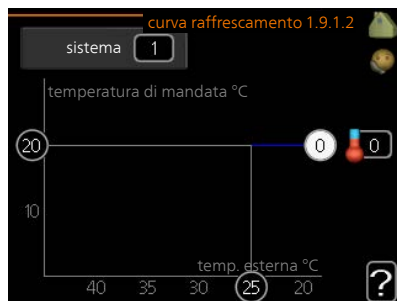 curva raffrescamento 1.9.1.2
sistema 1
temperatura di mandata °C
20 0 0
10
temp. esterna °C
40 35 30 25 20
?